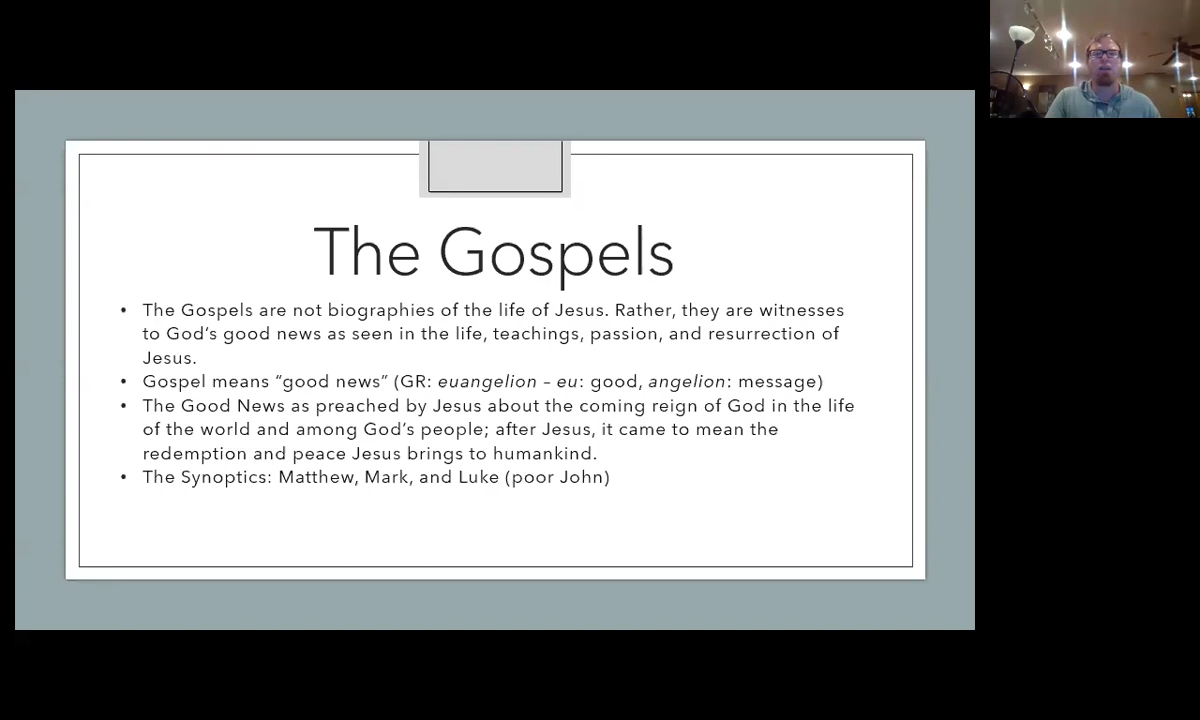 The Gospels
• The Gospels are not biographies of the life of Jesus. Rather, they are witnesses
to God’s good news as seen in the life, teachings, passion, and resurrection of
Jesus.
• Gospel means “good news” (GR: euangelion – eu: good, angelion: message)
• The Good News as preached by Jesus about the coming reign of God in the life
of the world and among God’s people; after Jesus, it came to mean the
redemption and peace Jesus brings to humankind.
• The Synoptics: Matthew, Mark, and Luke (poor John)